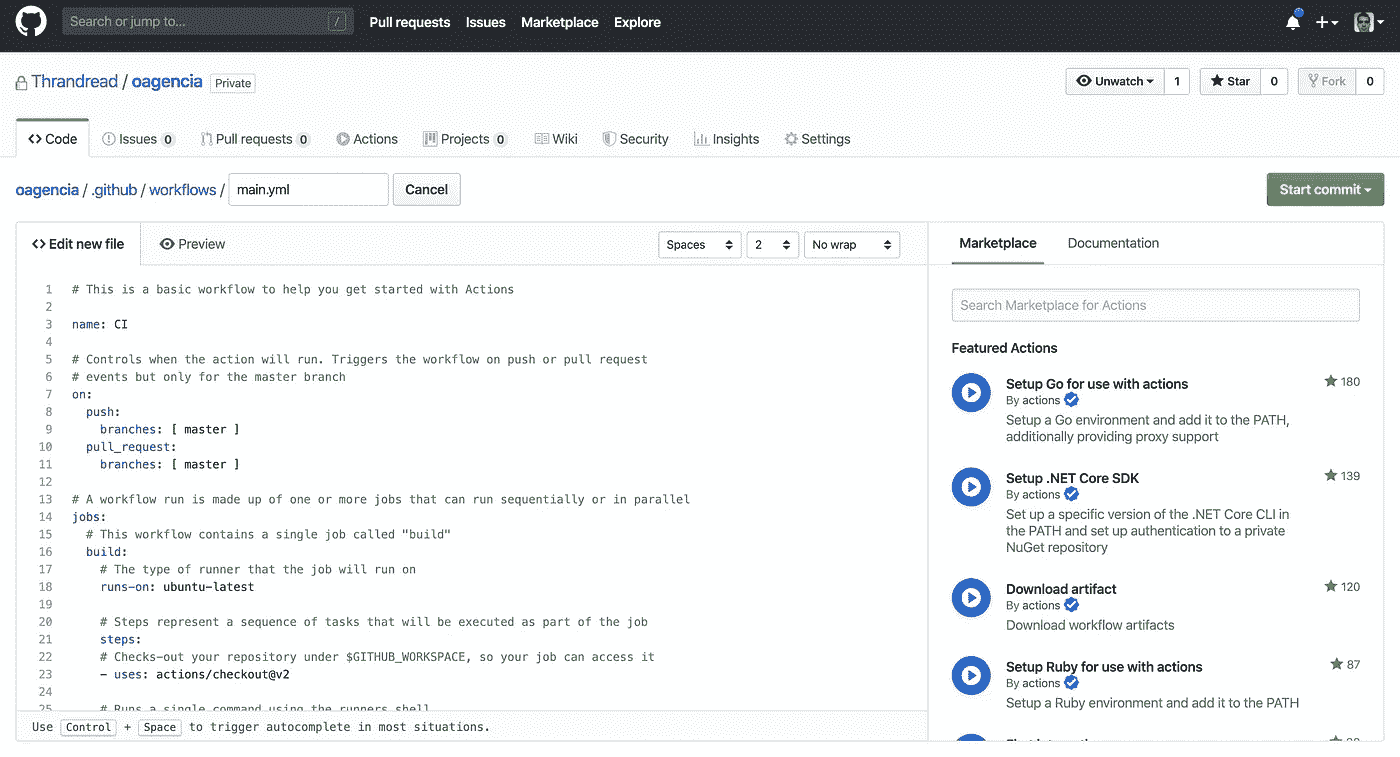 Search or jump to... /
Pull requests Issues Marketplace Explore
Thrandread / oagencia Private
Unwatch 1 Star 0 Fork 0
Code Issues 0 Pull requests 0 Actions Projects 0 Wiki Security Insights Settings
oagencia / .github / workflows / main.yml Cancel
Start commit
Edit new file Preview
Spaces 2 No wrap
1 # This is a basic workflow to help you get started with Actions
2
3 name: CI
4
5 # Controls when the action will run. Triggers the workflow on push or pull request
6 # events but only for the master branch
7 on:
8 push:
9 branches: [ master ]
10 pull_request:
11 branches: [ master ]
12
13 # A workflow run is made up of one or more jobs that can run sequentially or in parallel
14 jobs:
15 # This workflow contains a single job called "build"
16 build:
17 # The type of runner that the job will run on
18 runs-on: ubuntu-latest
19
20 # Steps represent a sequence of tasks that will be executed as part of the job
21 steps:
22 # Checks-out your repository under $GITHUB_WORKSPACE, so your job can access it
23 - uses: actions/checkout@v2
24
25 # Runs a single command using the runners shell
Use Control + Space to trigger autocomplete in most situations.
Marketplace Documentation
Search Marketplace for Actions
Featured Actions
Setup Go for use with actions 180
By actions
Setup a Go environment and add it to the PATH,
additionally providing proxy support
Setup .NET Core SDK 139
By actions
Set up a specific version of the .NET Core CLI in
the PATH and set up authentication to a private
NuGet repository
Download artifact 120
By actions
Download workflow artifacts
Setup Ruby for use with actions 87
By actions
Setup a Ruby environment and add it to the PATH